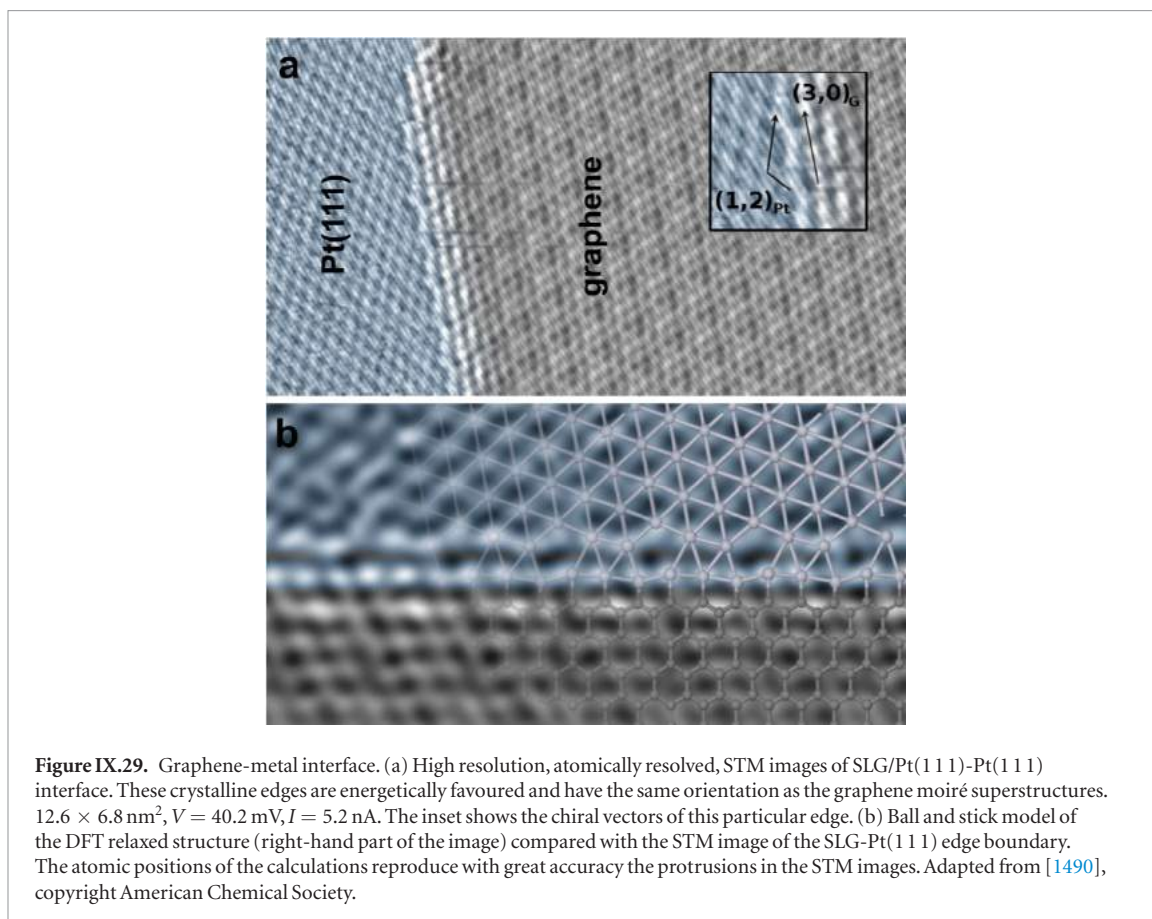 a
Pt(111)
graphene
(3,0)G
(1,2)Pt
b
Figure IX.29. Graphene-metal interface. (a) High resolution, atomically resolved, STM images of SLG/Pt(1 1 1)-Pt(1 1 1)
interface. These crystalline edges are energetically favoured and have the same orientation as the graphene moiré superstructures.
12.6 × 6.8 nm², V = 40.2 mV, I = 5.2 nA. The inset shows the chiral vectors of this particular edge. (b) Ball and stick model of
the DFT relaxed structure (right-hand part of the image) compared with the STM image of the SLG-Pt(1 1 1) edge boundary.
The atomic positions of the calculations reproduce with great accuracy the protrusions in the STM images. Adapted from [1490],
copyright American Chemical Society.